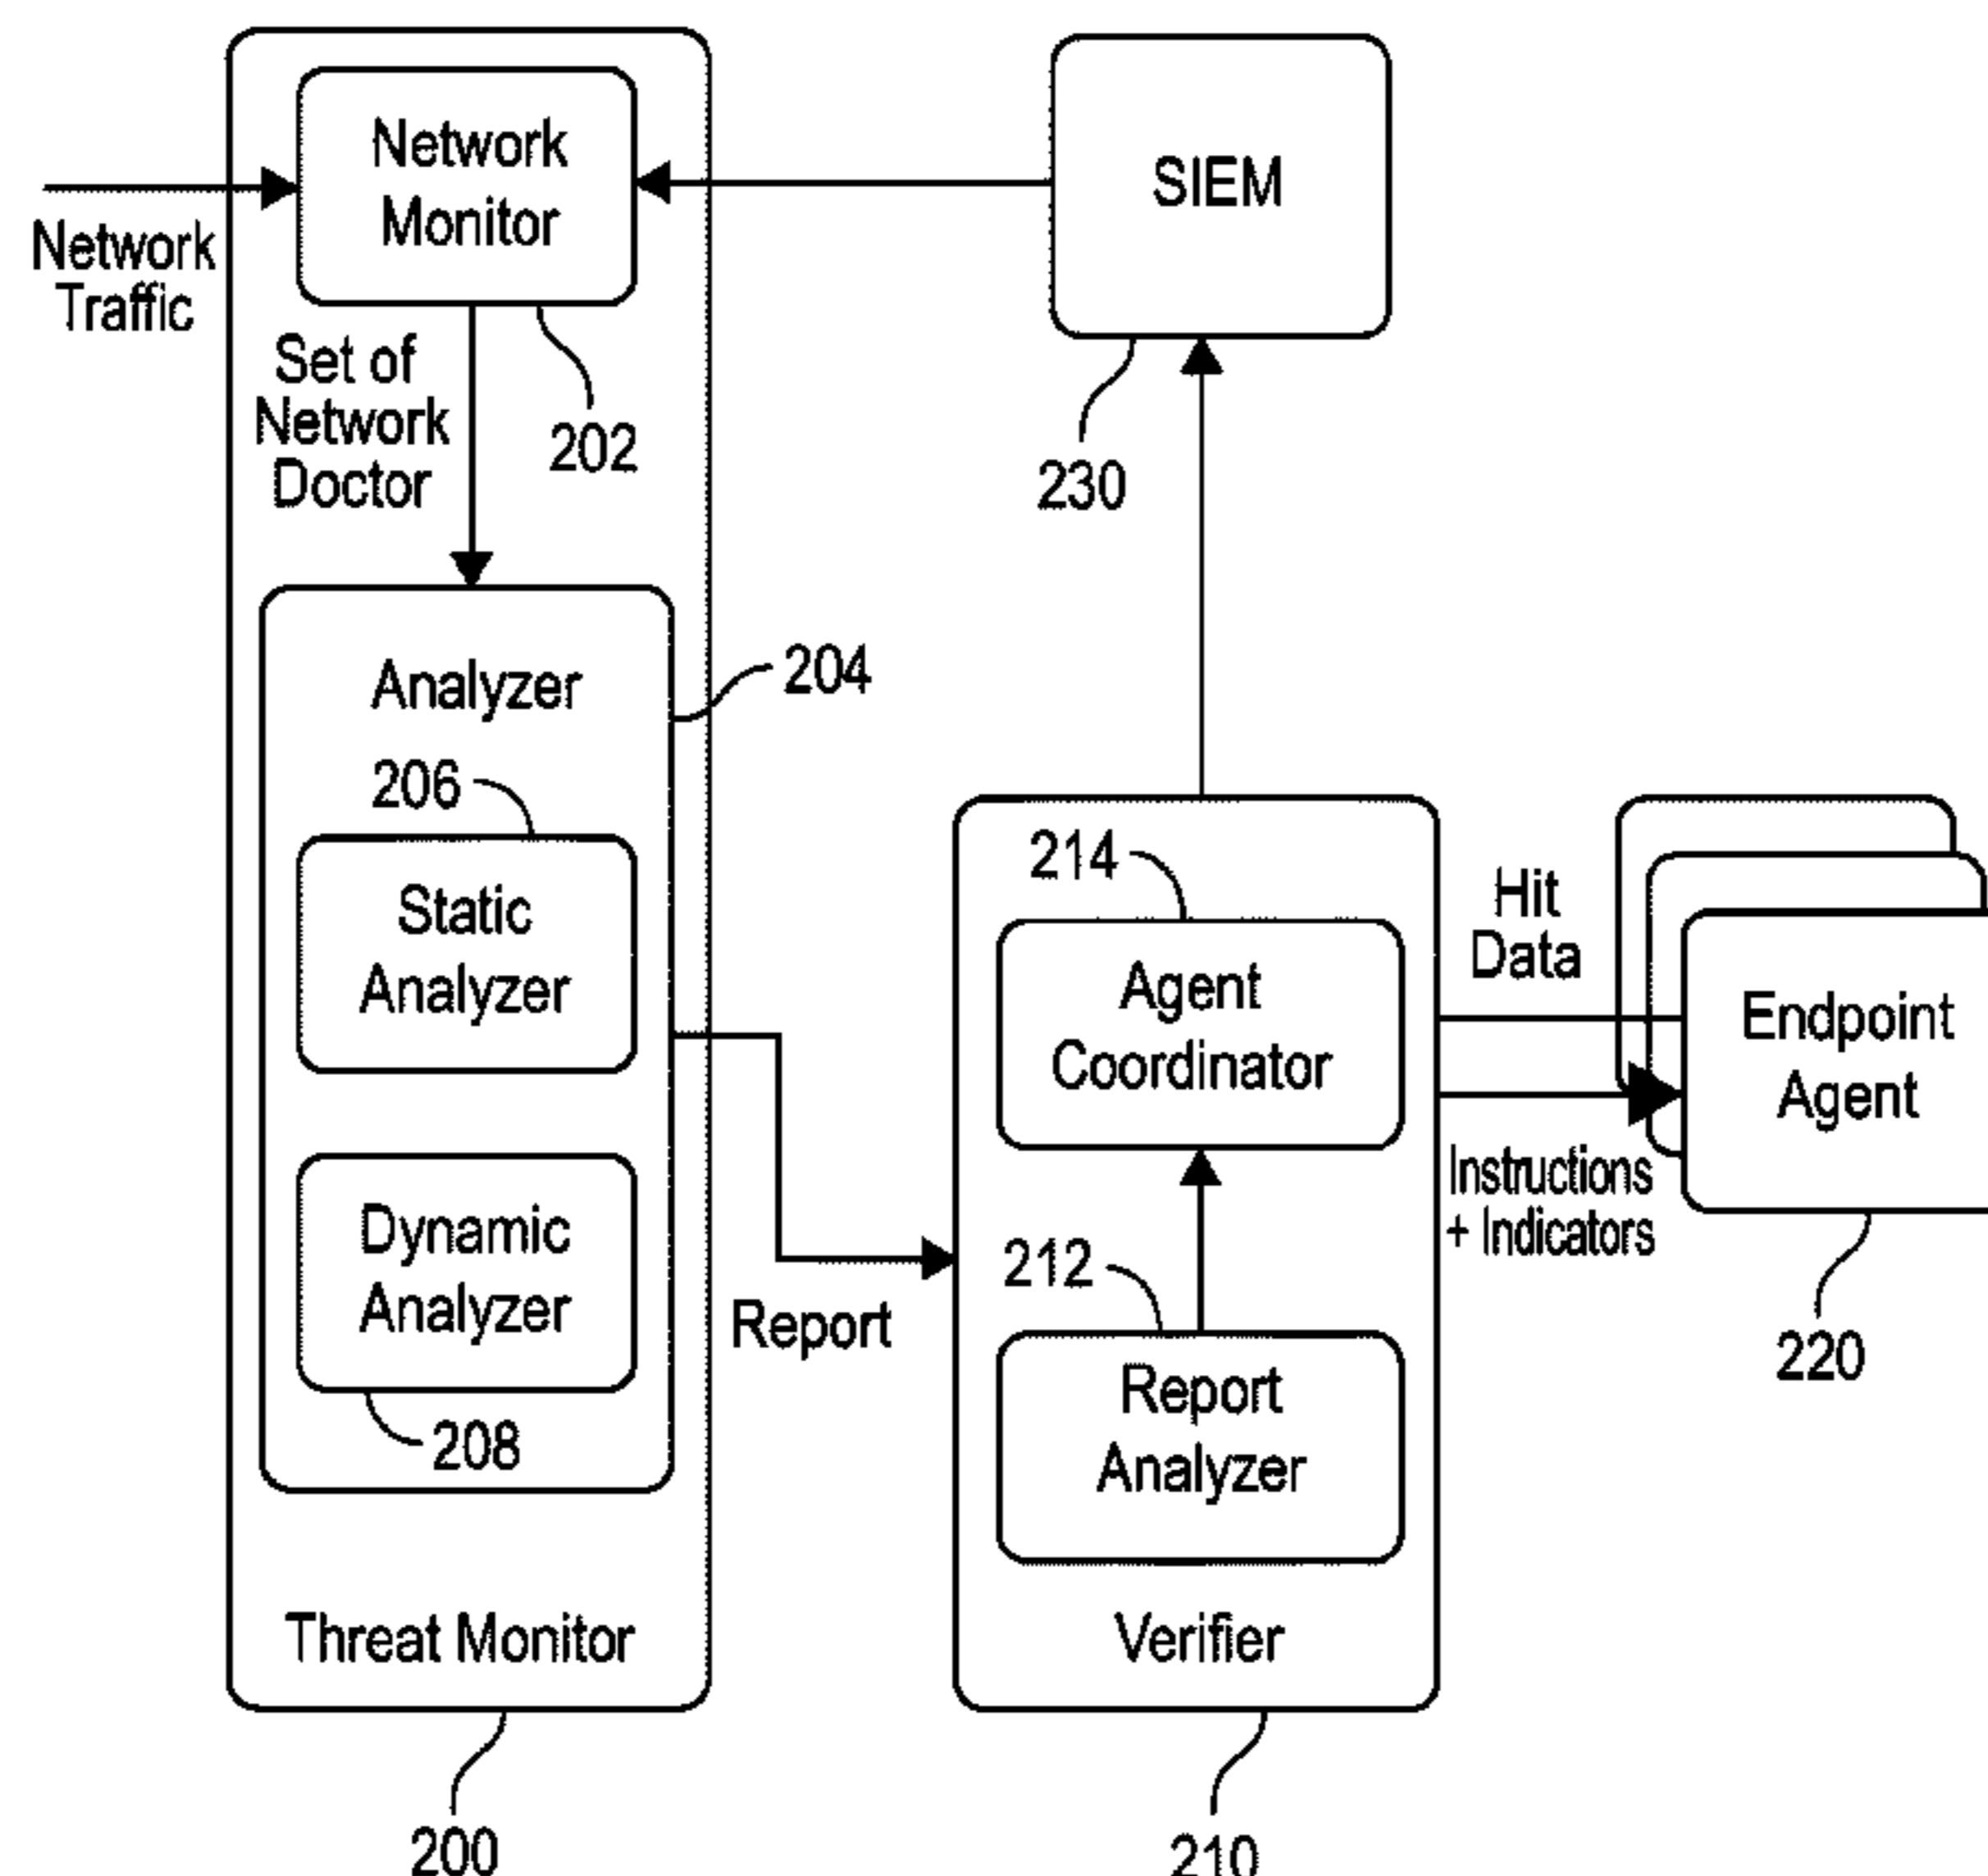 Network
Monitor
SIEM
Network
Traffic
Set of
Network
Doctor
202
230
Analyzer
204
206
Static
Analyzer
214
Hit
Data
Agent
Coordinator
Endpoint
Agent
Instructions
+ Indicators
Dynamic
Analyzer
212
Report
220
Report
Analyzer
208
Threat Monitor
Verifier
200
210